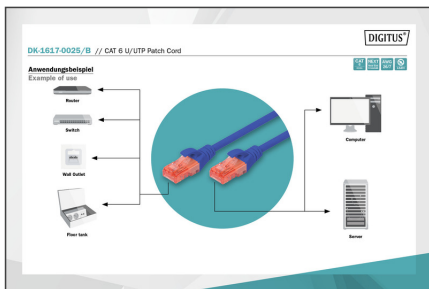 DIGITUS®
DK-1617-0025/B // CAT 6 U/UTP Patch Cord
Anwendungsbeispiel
Example of use
Router
Switch
Wall Outlet
Floor tank
Computer
Server